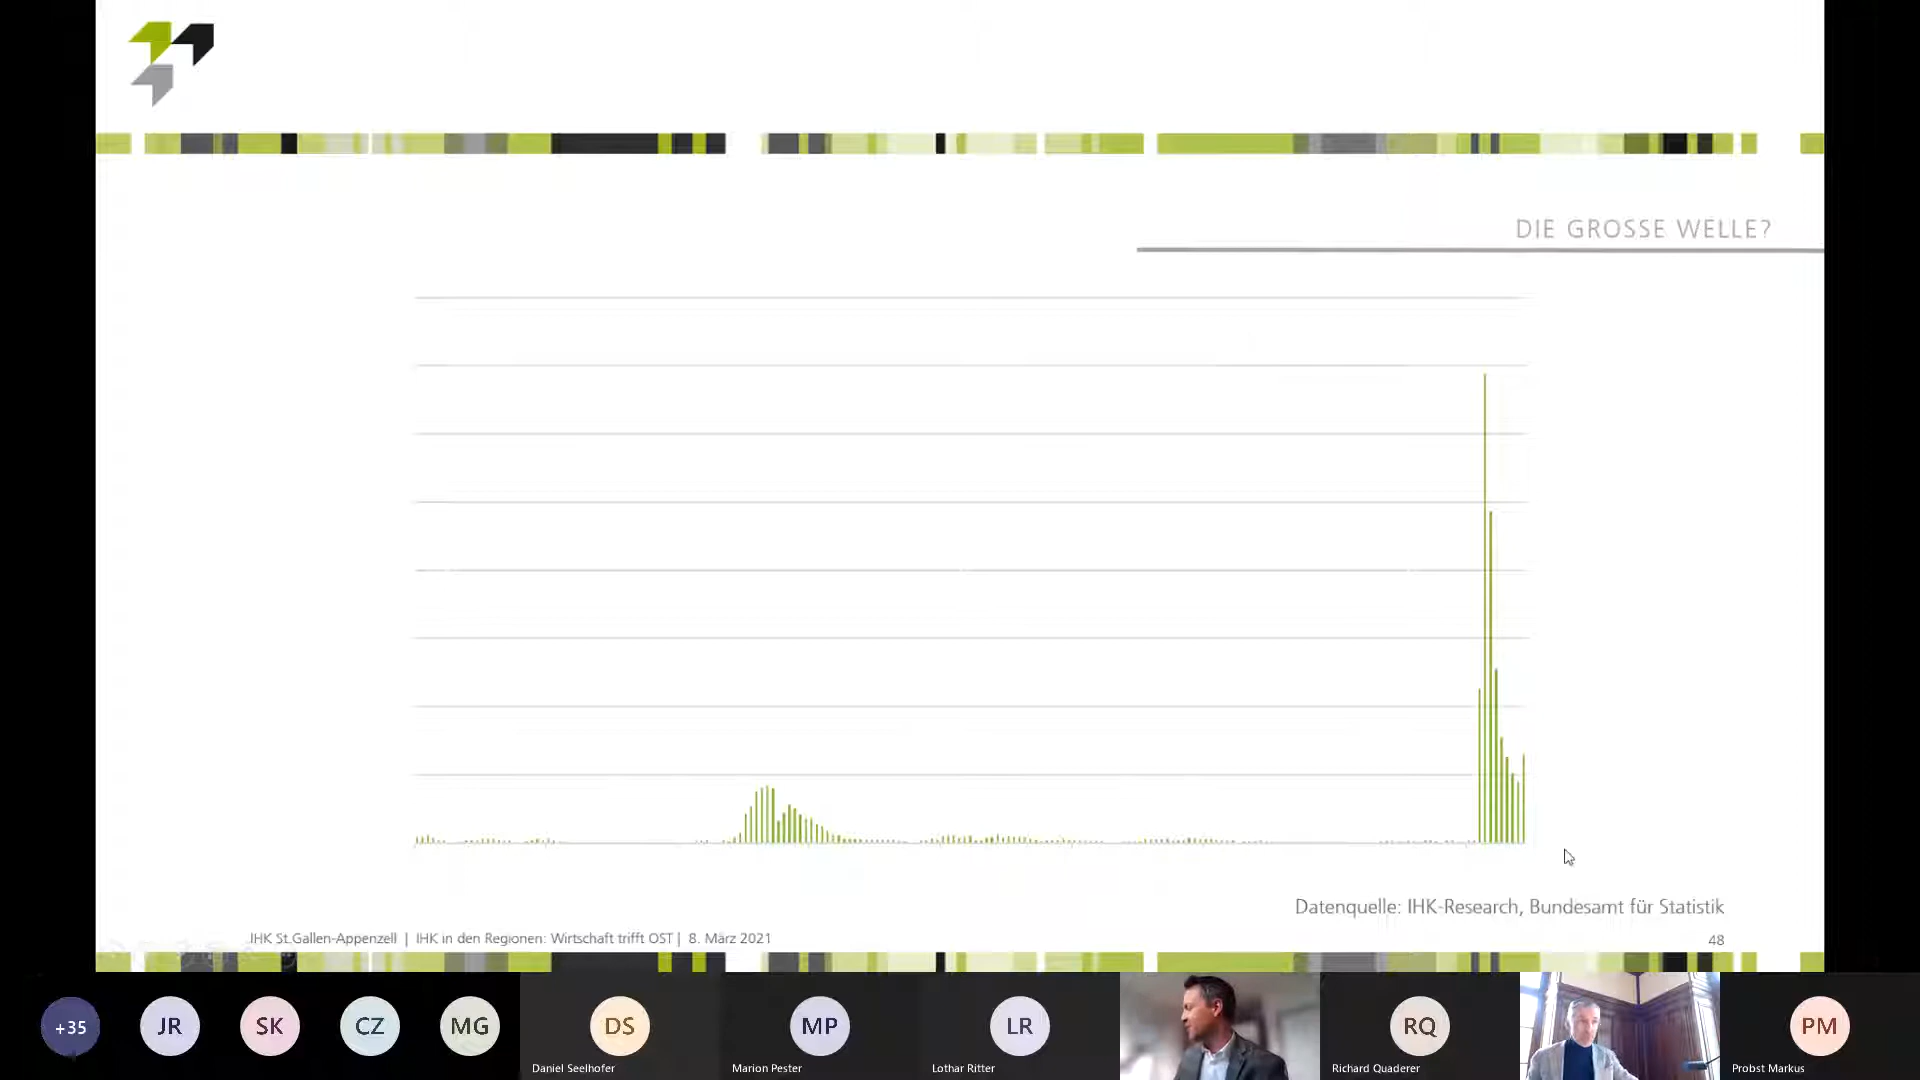 DIE GROSSE WELLE?
Datenquelle: IHK-Research, Bundesamt für Statistik
IHK St.Gallen-Appenzell | IHK in den Regionen: Wirtschaft trifft OST | 8. März 2021
48
+35
JR
SK
CZ
MG
DS
MP
LR
RQ
PM
Daniel Seelhofer
Marion Pester
Lothar Ritter
Richard Quaderer
Probst Markus